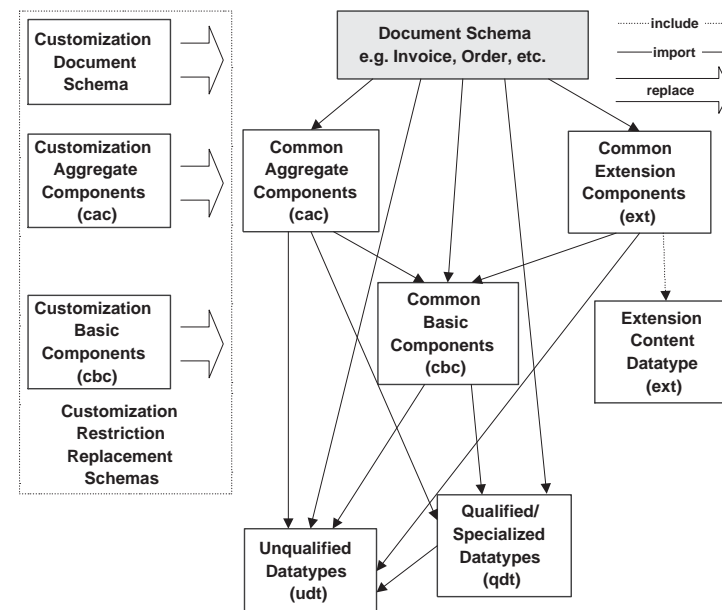 Customization
Document
Schema
Document Schema
e.g. Invoice, Order, etc.
include
import
replace
Customization
Aggregate
Components
(cac)
Common
Aggregate
Components
(cac)
Common
Extension
Components
(ext)
Customization
Basic
Components
(cbc)
Common
Basic
Components
(cbc)
Extension
Content
Datatype
(ext)
Customization
Restriction
Replacement
Schemas
Unqualified
Datatypes
(udt)
Qualified/
Specialized
Datatypes
(qdt)